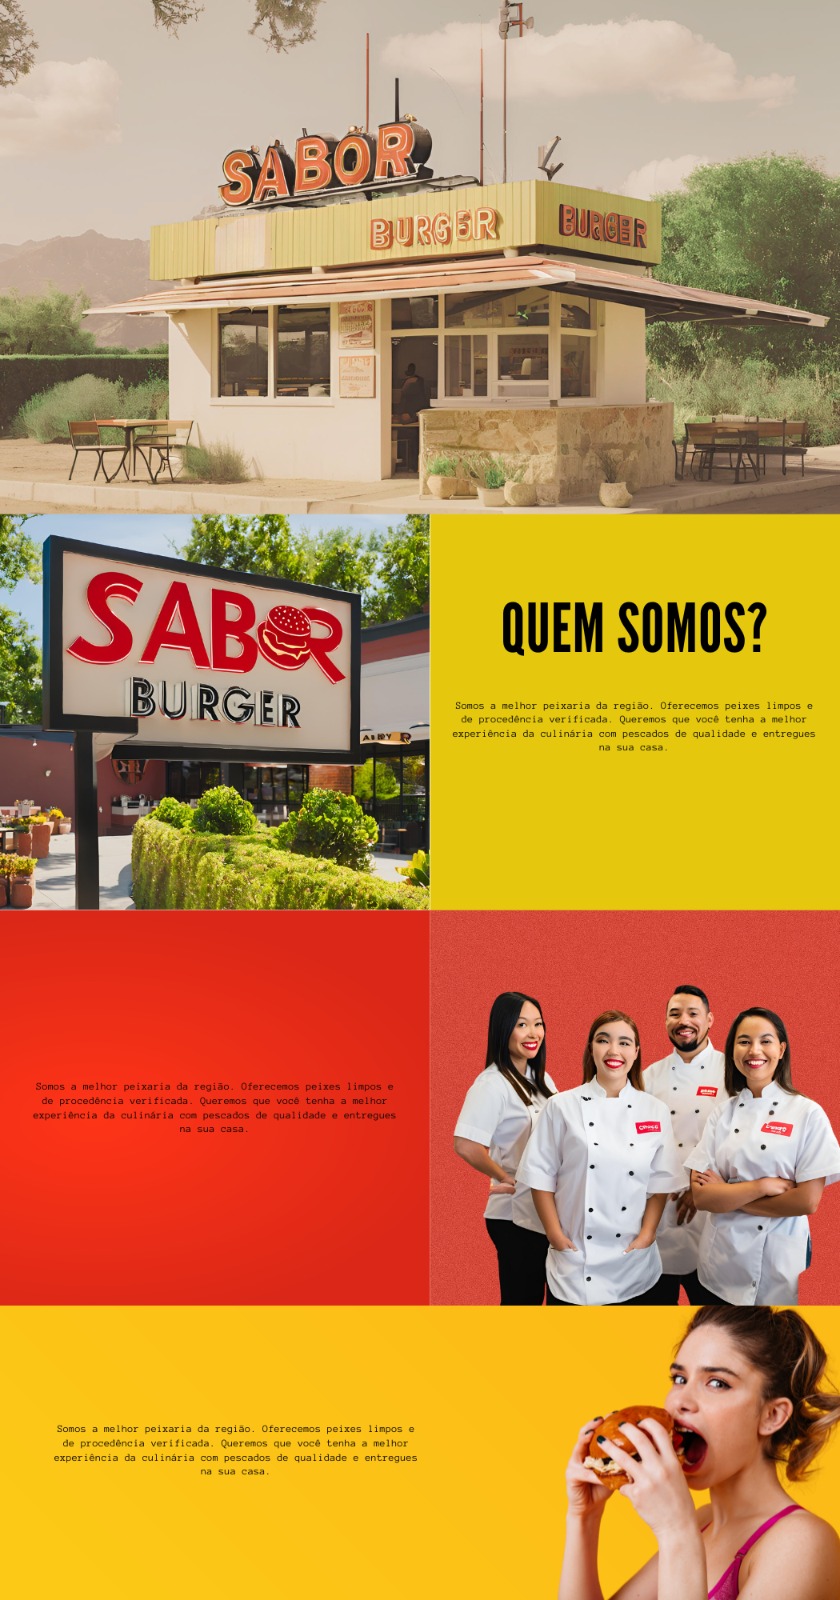 SABOR
BURGER
BURGER
SABOR
BURGER
QUEM SOMOS?
Somos a melhor peixaria da região. Oferecemos peixes limpos e
de procedência verificada. Queremos que você tenha a melhor
experiência da culinária com pescados de qualidade e entregues
na sua casa.
Somos a melhor peixaria da região. Oferecemos peixes limpos e
de procedência verificada. Queremos que você tenha a melhor
experiência da culinária com pescados de qualidade e entregues
na sua casa.
Somos a melhor peixaria da região. Oferecemos peixes limpos e
de procedência verificada. Queremos que você tenha a melhor
experiência da culinária com pescados de qualidade e entregues
na sua casa.